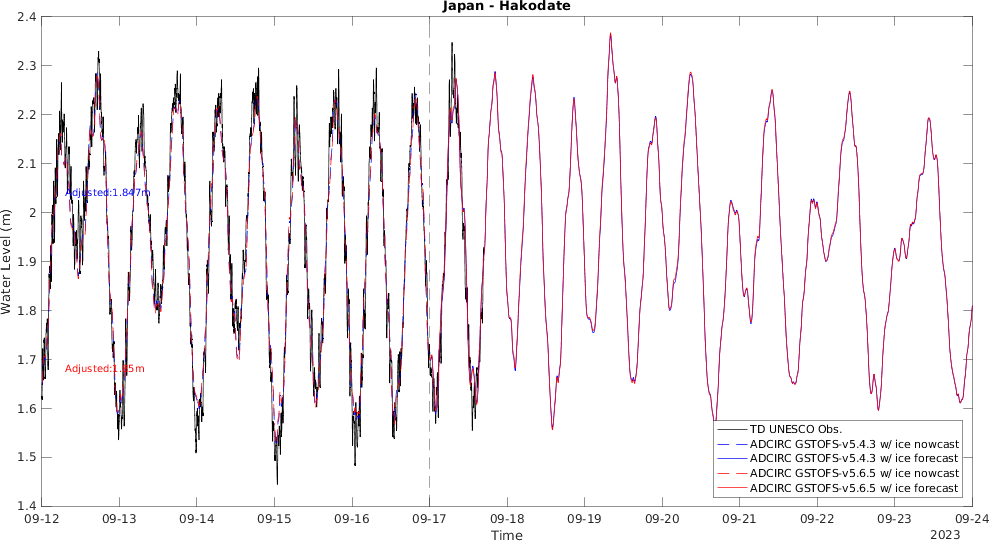 Japan - Hakodate
Water Level (m)
2.4
2.3
2.2
2.1
2
1.9
1.8
1.7
1.6
1.5
1.4
Adjusted:1.847m
TD UNESCO Obs.
ADCIRC GSTOFS-v5.4.3 w/ ice nowcast
ADCIRC GSTOFS-v5.4.3 w/ ice forecast
ADCIRC GSTOFS-v5.6.5 w/ ice nowcast
ADCIRC GSTOFS-v5.6.5 w/ ice forecast
09-12 09-13 09-14 09-15 09-16 09-17 09-18 09-19 09-20 09-21 09-22 09-23 09-24
Time
2023